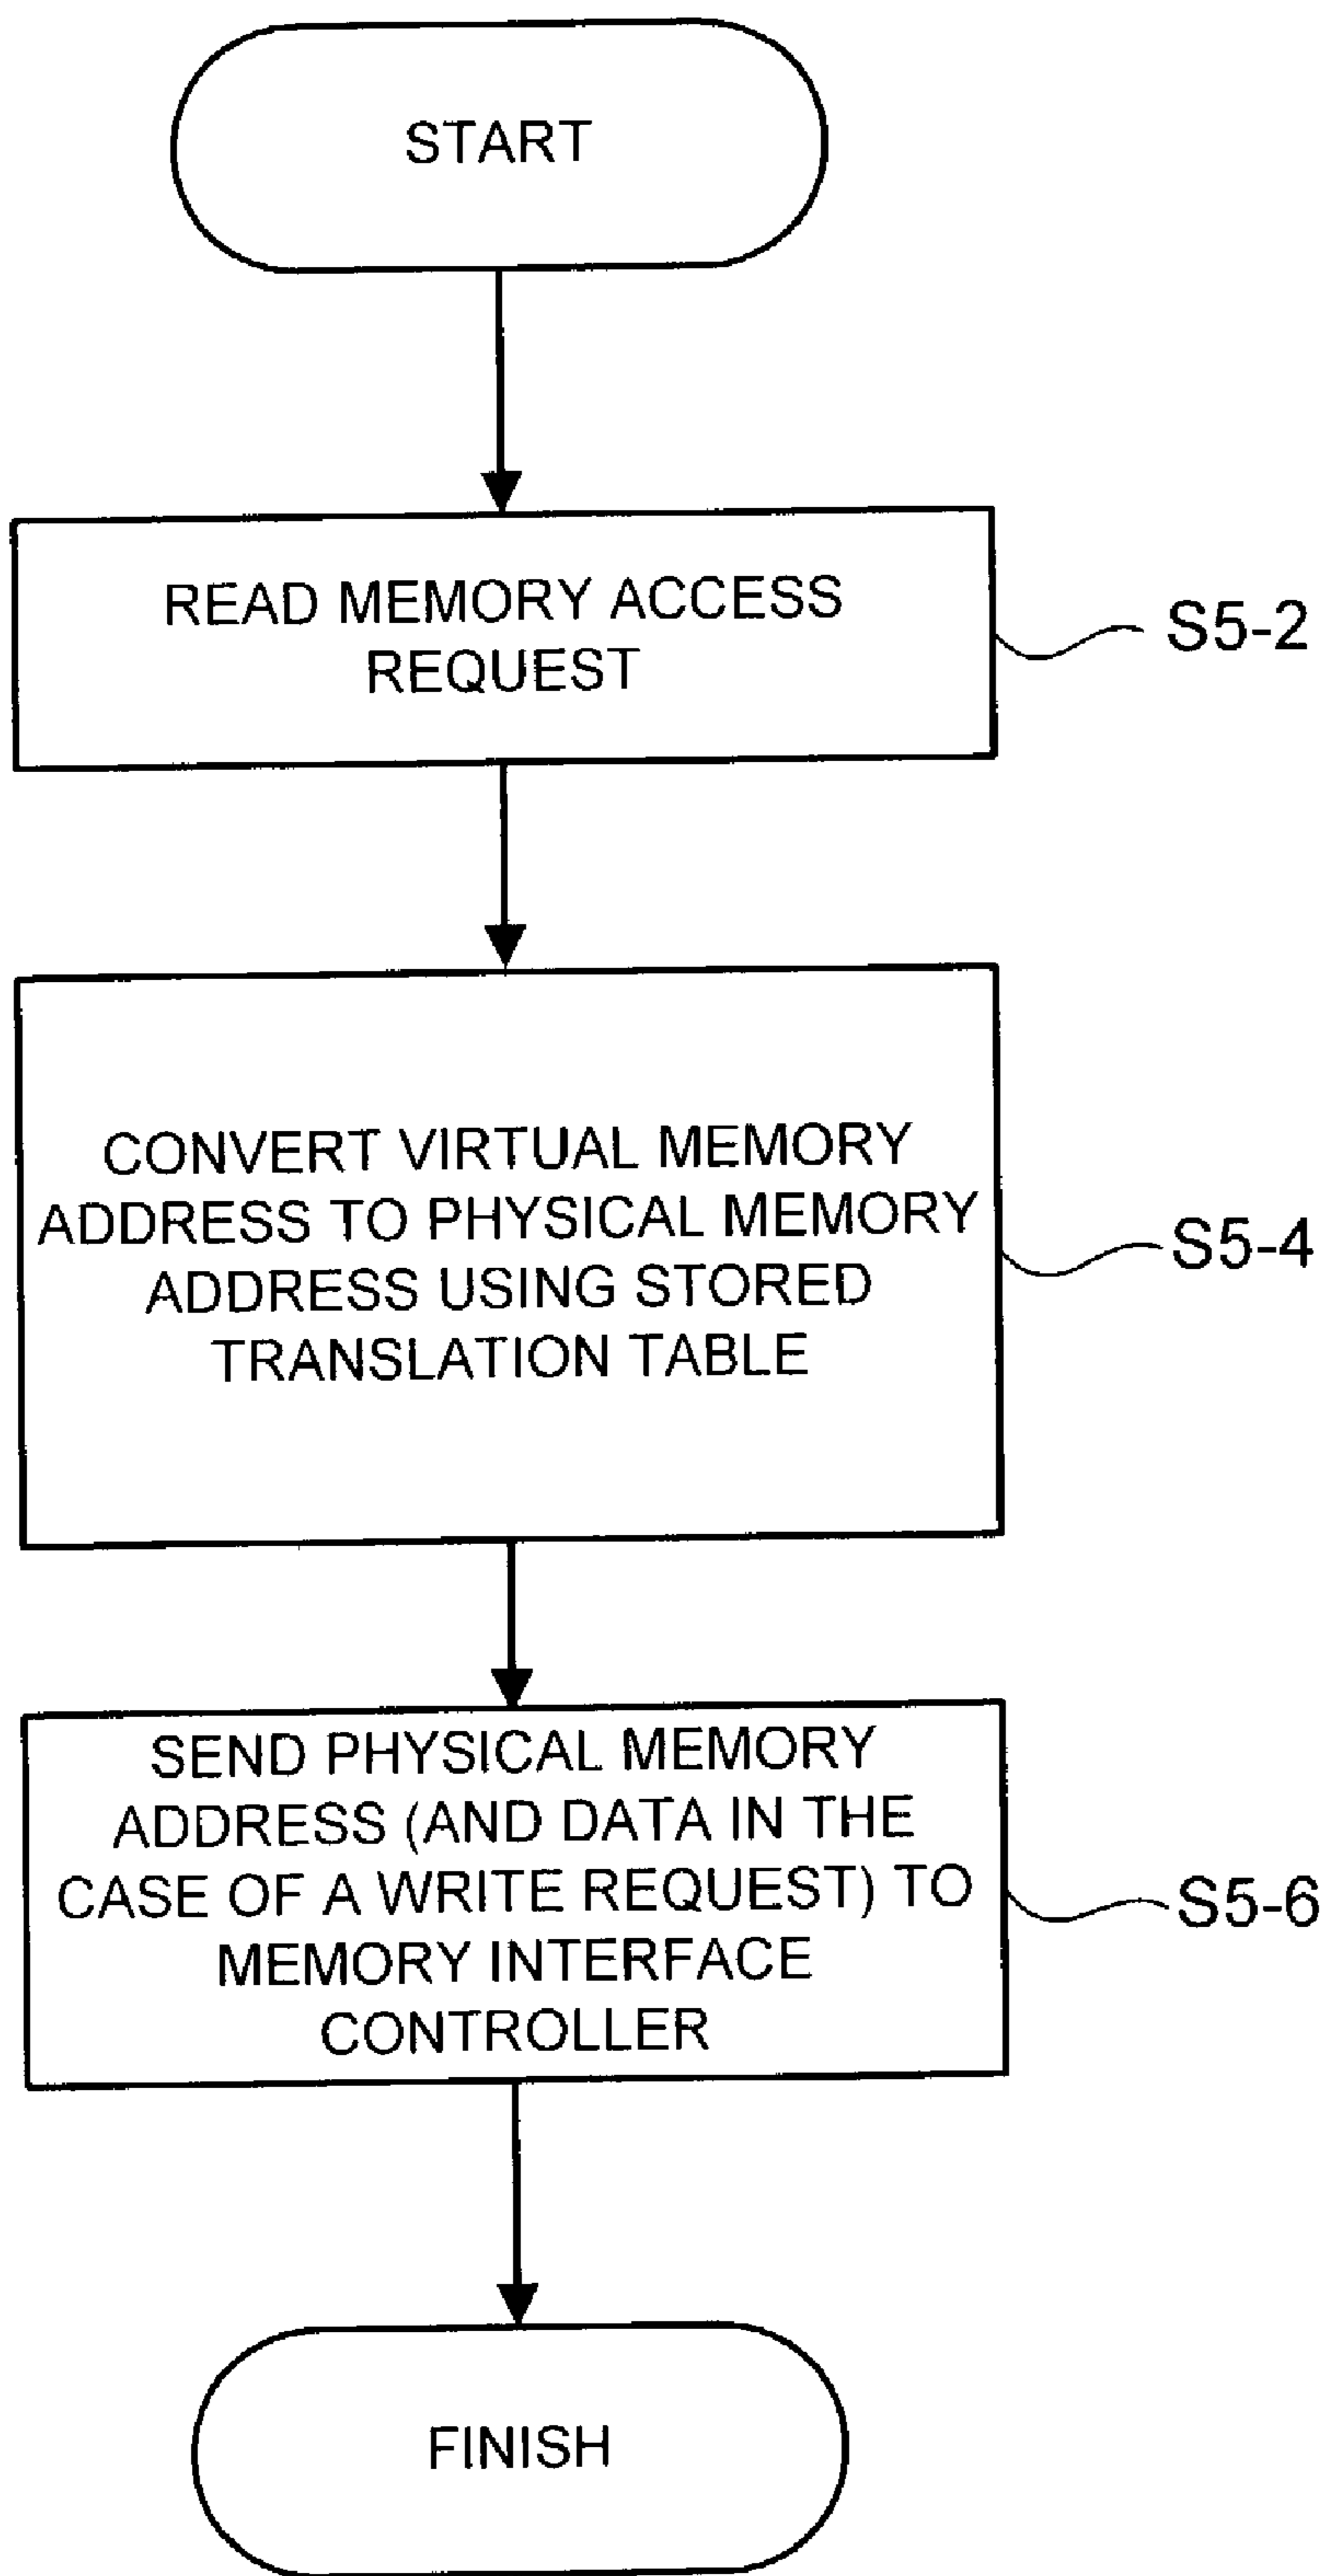 START
READ MEMORY ACCESS
REQUEST
S5-2
CONVERT VIRTUAL MEMORY
ADDRESS TO PHYSICAL MEMORY
ADDRESS USING STORED
TRANSLATION TABLE
S5-4
SEND PHYSICAL MEMORY
ADDRESS (AND DATA IN THE
CASE OF A WRITE REQUEST) TO
MEMORY INTERFACE
CONTROLLER
S5-6
FINISH